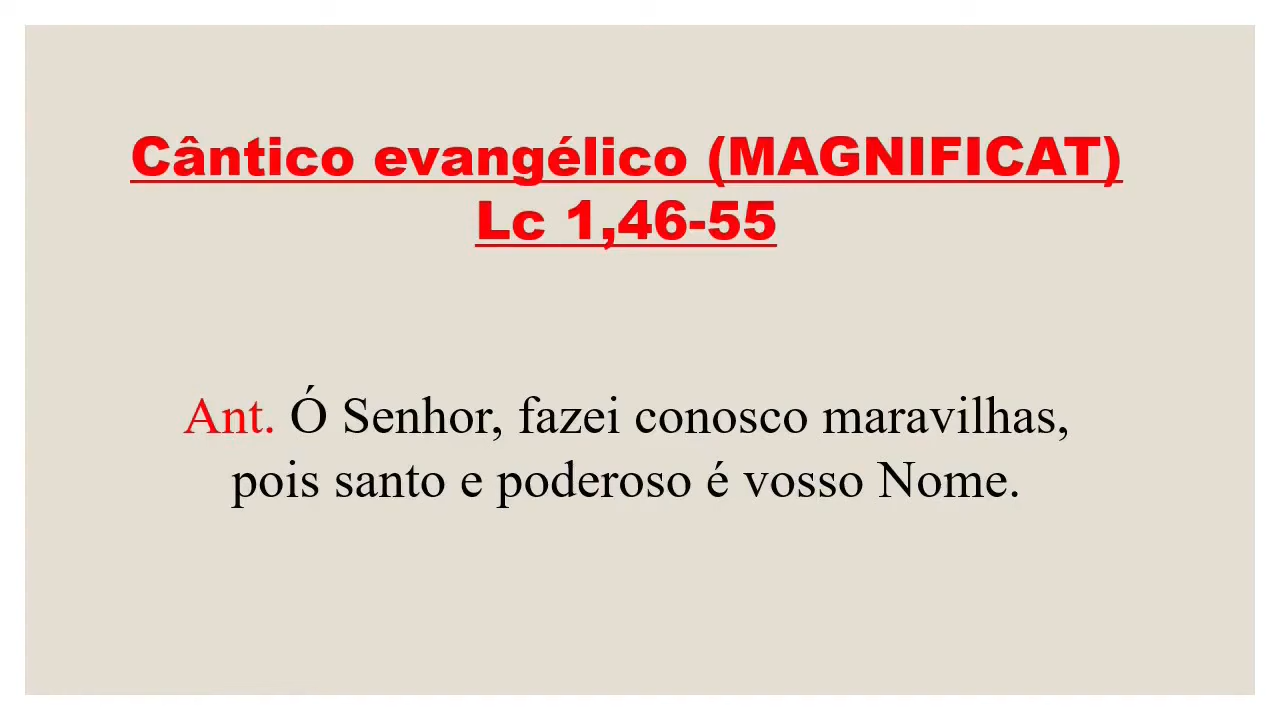 Cântico evangélico (MAGNIFICAT)
Lc 1,46-55
Ant. Ó Senhor, fazei conosco maravilhas,
pois santo e poderoso é vosso Nome.